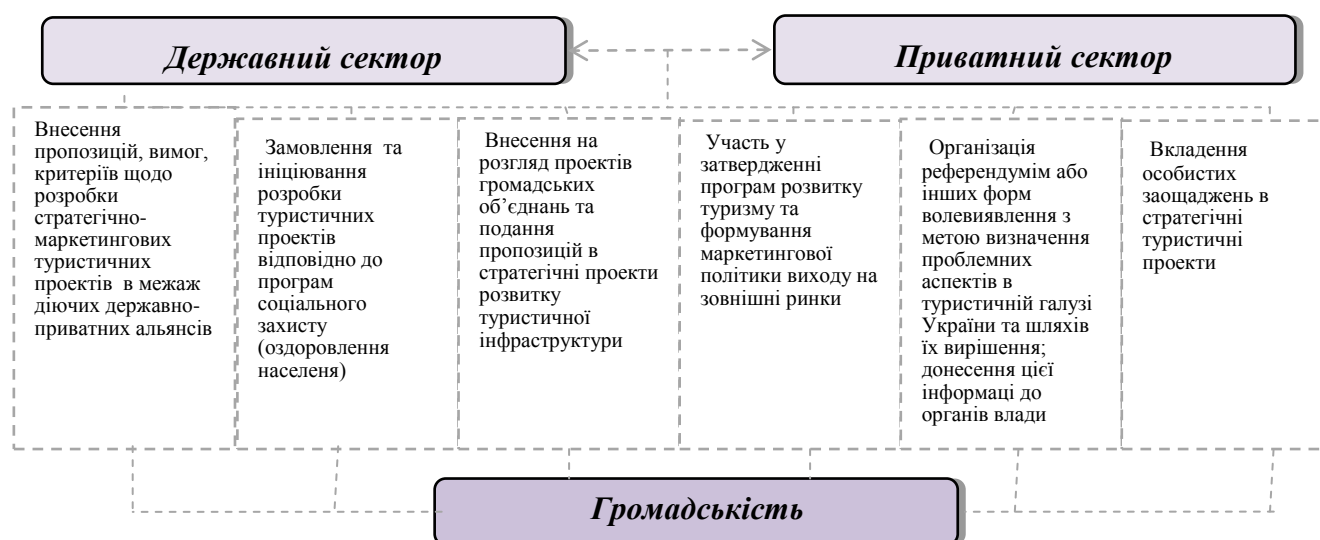 Державний сектор
Приватний сектор
Внесення
пропозицій, вимог,
критеріїв щодо
розробки
стратегічно-
маркетингових
туристичних
проектів в межаж
діючих державно-
приватних альянсів
Замовлення та
ініціювання
розробки
туристичних
проектів
відповідно до
програм
соціального
захисту
(оздоровлення
населеня)
Внесення на
розгляд проектів
громадських
об’єднань та
подання
пропозицій в
стратегічні проекти
розвитку
туристичної
інфраструктури
Участь у
затвердженні
програм розвитку
туризму та
формування
маркетингової
політики виходу на
зовнішні ринки
Організація
референдумім або
інших форм
волевиявлення з
метою визначення
проблемних
аспектів в
туристичній галузі
України та шляхів
їх вирішення;
донесення цієї
інформаці до
органів влади
Вкладення
особистих
заощаджень в
стратегічні
туристичні
проекти
Громадськість